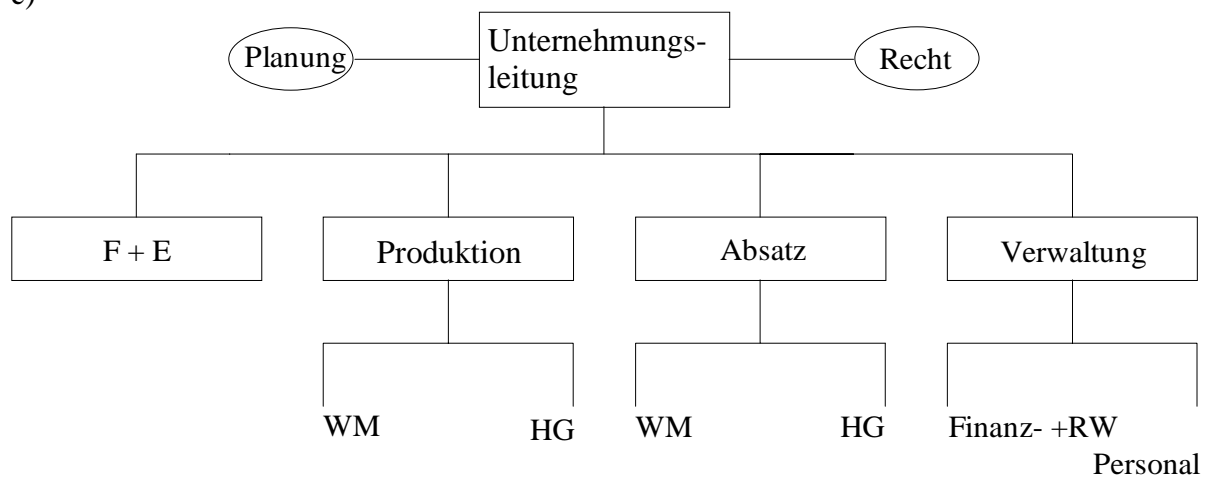 Planung
Unternehmungs-
leitung
Recht
F + E
Produktion
Absatz
Verwaltung
WM
HG
WM
HG
Finanz- +RW
Personal